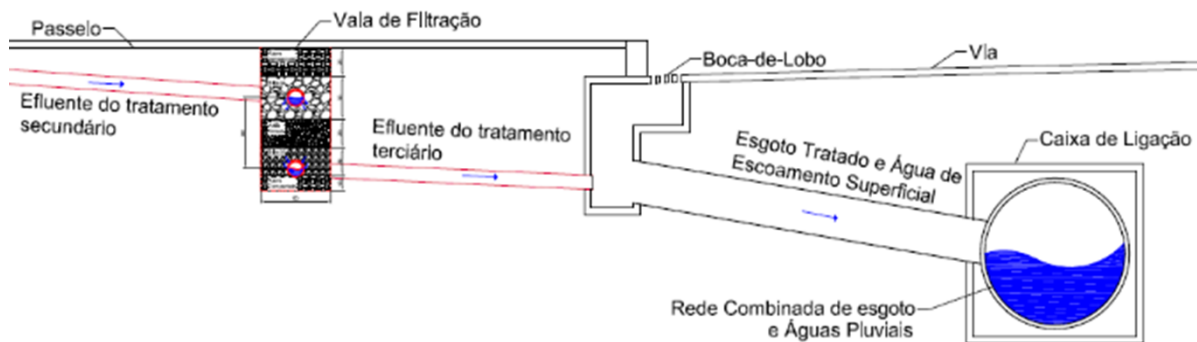 Passeio
Vala de Filtração
Boca-de-Lobo
Via
Efluente do tratamento
secundário
Efluente do tratamento
terciário
Esgoto Tratado e Água de
Escoamento Superficial
Caixa de Ligação
Rede Combinada de esgoto
e Águas Pluviais